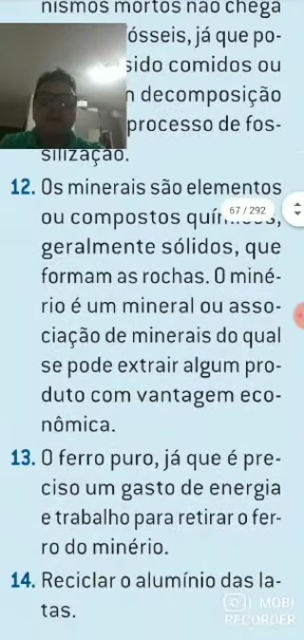 nismos mortos não chega
ósseis, já que po-
sido comidos ou
decomposição
processo de fos-
silização.
12. Os minerais são elementos
ou compostos
67 / 292
geralmente sólidos, que
formam as rochas. O miné-
rio é um mineral ou asso-
ciação de minerais do qual
se pode extrair algum pro-
duto com vantagem eco-
nômica.
13. O ferro puro, já que é pre-
ciso um gasto de energia
e trabalho para retirar o fer-
ro do minério.
14. Reciclar o alumínio das la-
tas.
MOBI
RECORDER